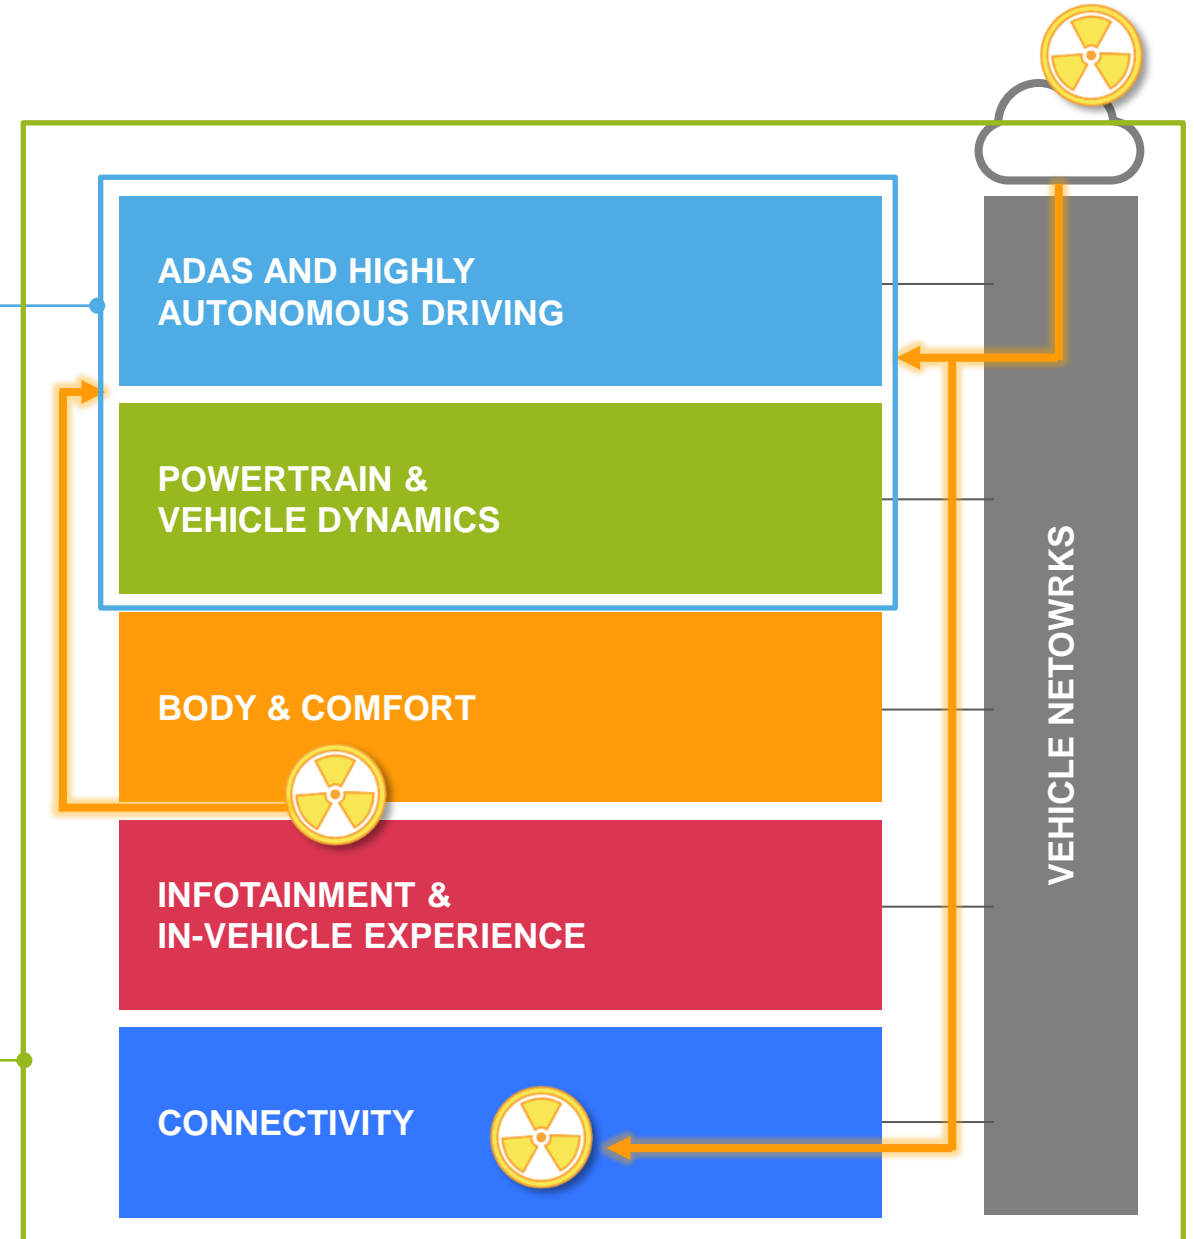 ADAS AND HIGHLY
AUTONOMOUS DRIVING
POWERTRAIN &
VEHICLE DYNAMICS
BODY & COMFORT
INFOTAINMENT &
IN-VEHICLE EXPERIENCE
CONNECTIVITY
VEHICLE NETOWRKS